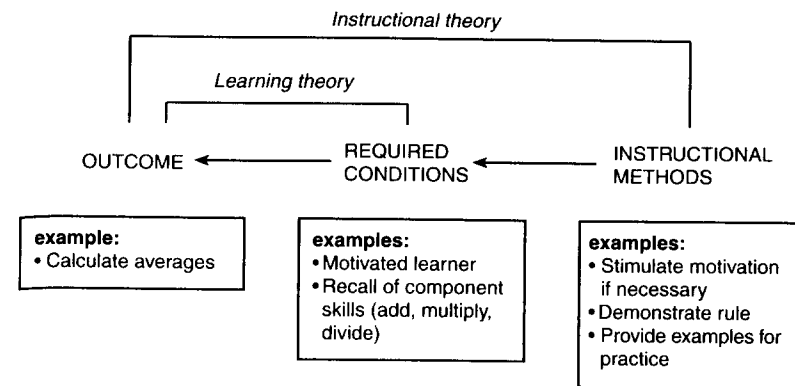 Instructional theory
Learning theory
OUTCOME
REQUIRED
CONDITIONS
INSTRUCTIONAL
METHODS
example:
• Calculate averages
examples:
• Motivated learner
• Recall of component
skills (add, multiply,
divide)
examples:
• Stimulate motivation
if necessary
• Demonstrate rule
• Provide examples for
practice